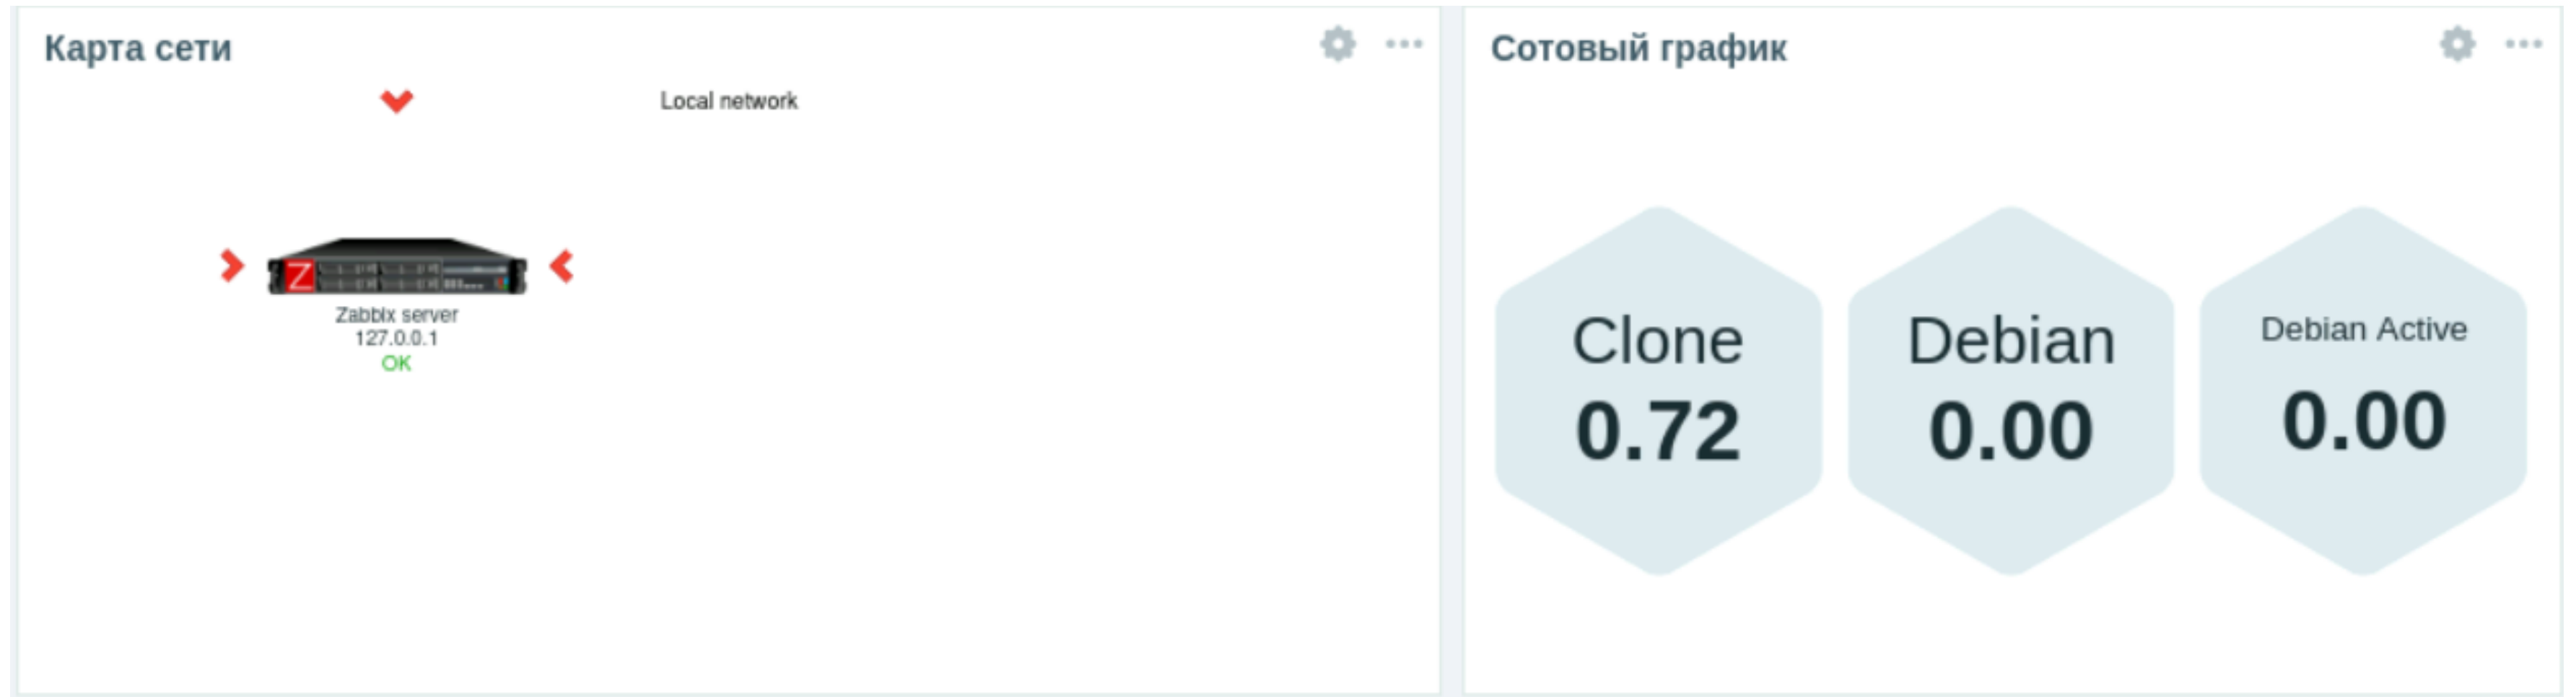 Карта сети
Local network
Z
Zabbix server
127.0.0.1
OK
Сотовый график
Clone
0.72
Debian
0.00
Debian Active
0.00